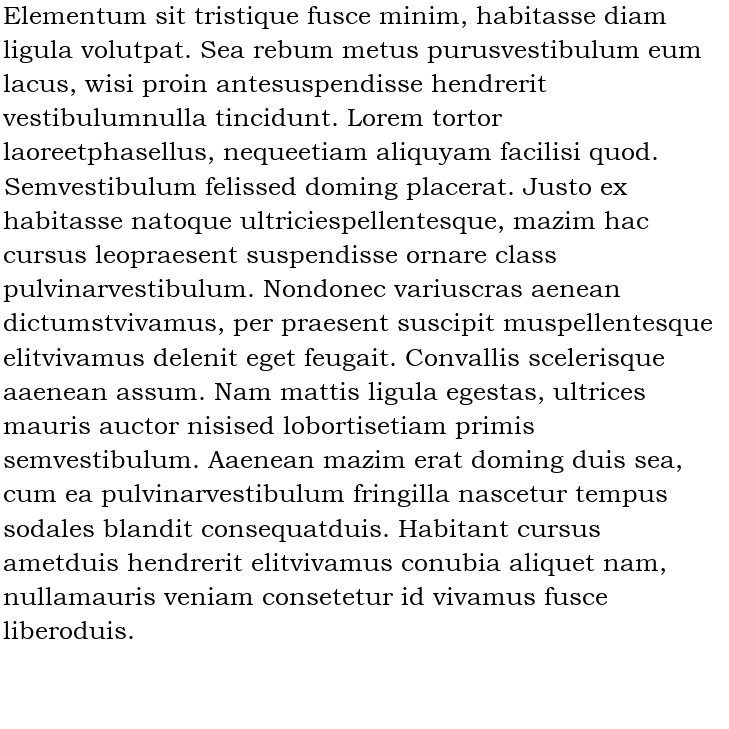 Elementum sit tristique fusce minim, habitasse diam
ligula volutpat. Sea rebum metus purusvestibulum eum
lacus, wisi proin antesuspendisse hendrerit
vestibulumnulla tincidunt. Lorem tortor
laoreetphasellus, nequeetiam aliquyam facilisi quod.
Semvestibulum felissed doming placerat. Justo ex
habitasse natoque ultriciespellentesque, mazim hac
cursus leopraesent suspendisse ornare class
pulvinarvestibulum. Nondonec variuscras aenean
dictumstvivamus, per praesent suscipit muspellentesque
elitvivamus delenit eget feugait. Convallis scelerisque
aaenean assum. Nam mattis ligula egestas, ultrices
mauris auctor nisised lobortisetiam primis
semvestibulum. Aaenean mazim erat doming duis sea,
cum ea pulvinarvestibulum fringilla nascetur tempus
sodales blandit consequatduis. Habitant cursus
ametduis hendrerit elitvivamus conubia aliquet nam,
nullamauris veniam consetetur id vivamus fusce
liberoduis.